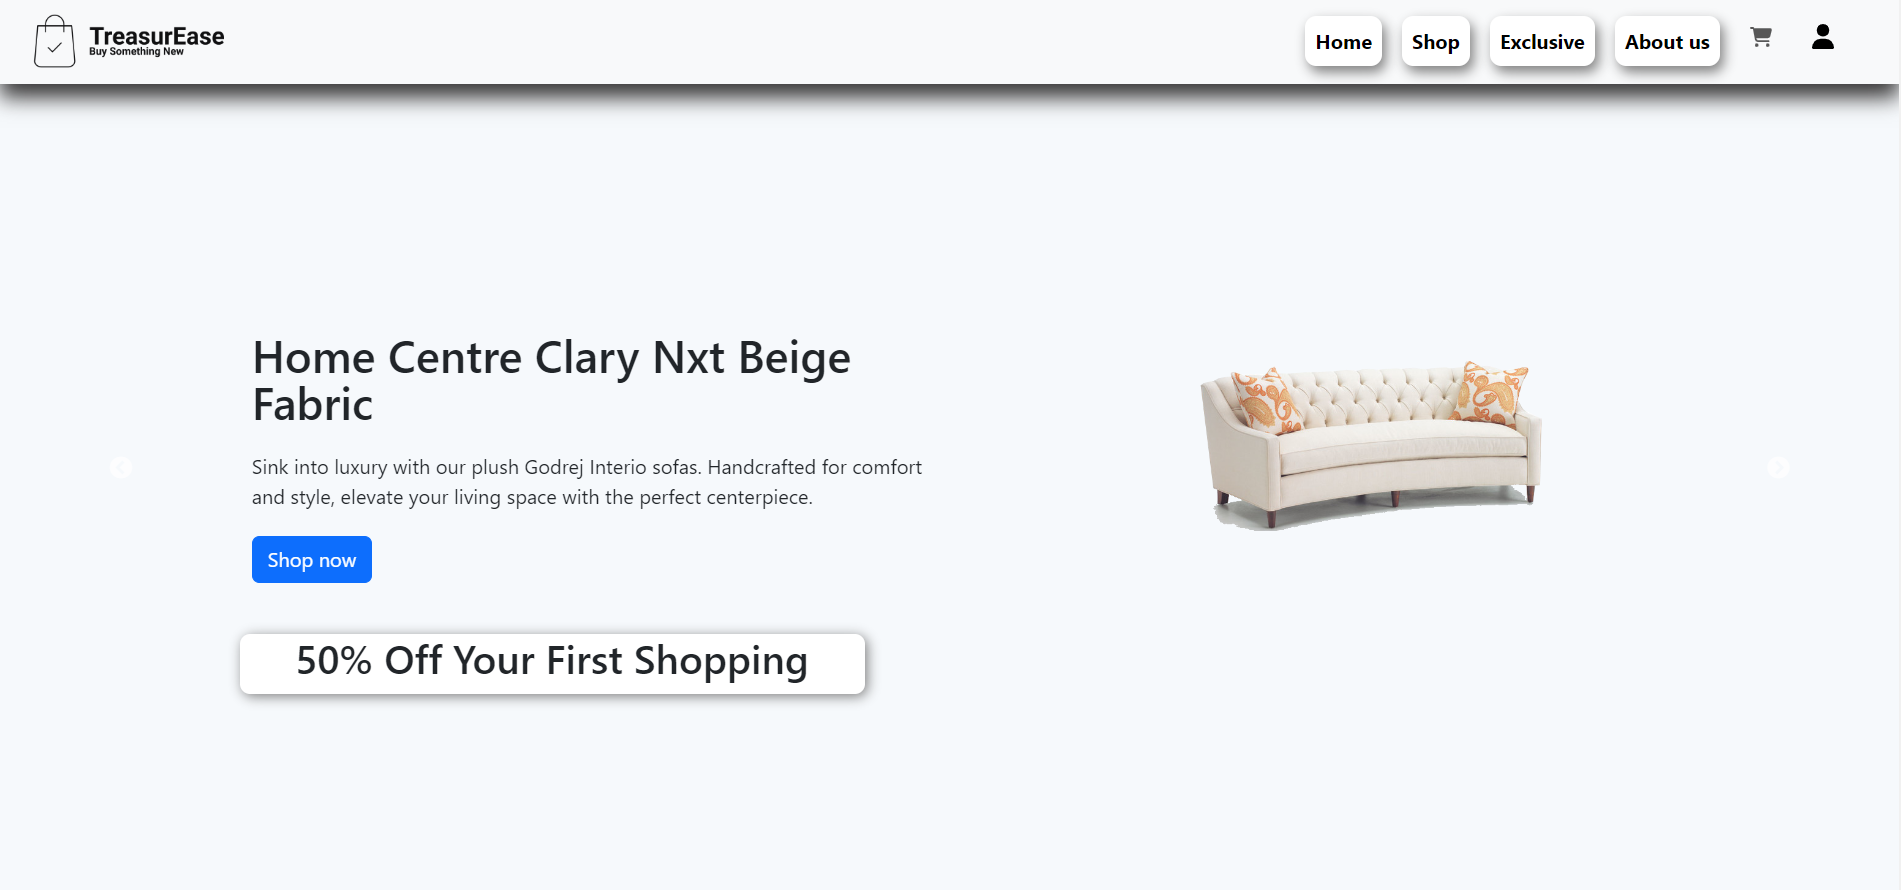 TreasurEase
Buy Something New
Home
Shop
Exclusive
About us
Home Centre Clary Nxt Beige
Fabric
Sink into luxury with our plush Godrej Interio sofas. Handcrafted for comfort
and style, elevate your living space with the perfect centerpiece.
Shop now
50% Off Your First Shopping